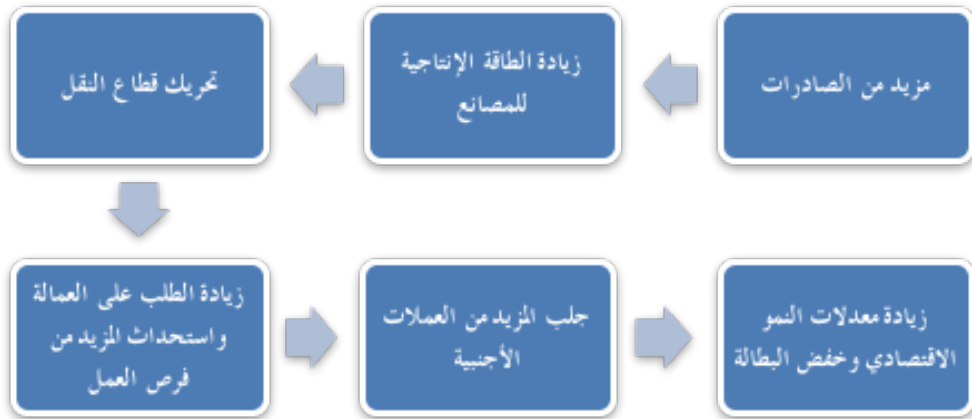 مزيد من الصادرات
زيادة الطاقة الإنتاجية
للمصانع
تحريك قطاع النقل
زيادة الطلب على العمالة
واستحداث المزيد من
فرص العمل
جلب المزيد من العملات
الأجنبية
زيادة معدلات النمو
الاقتصادي وخفض البطالة